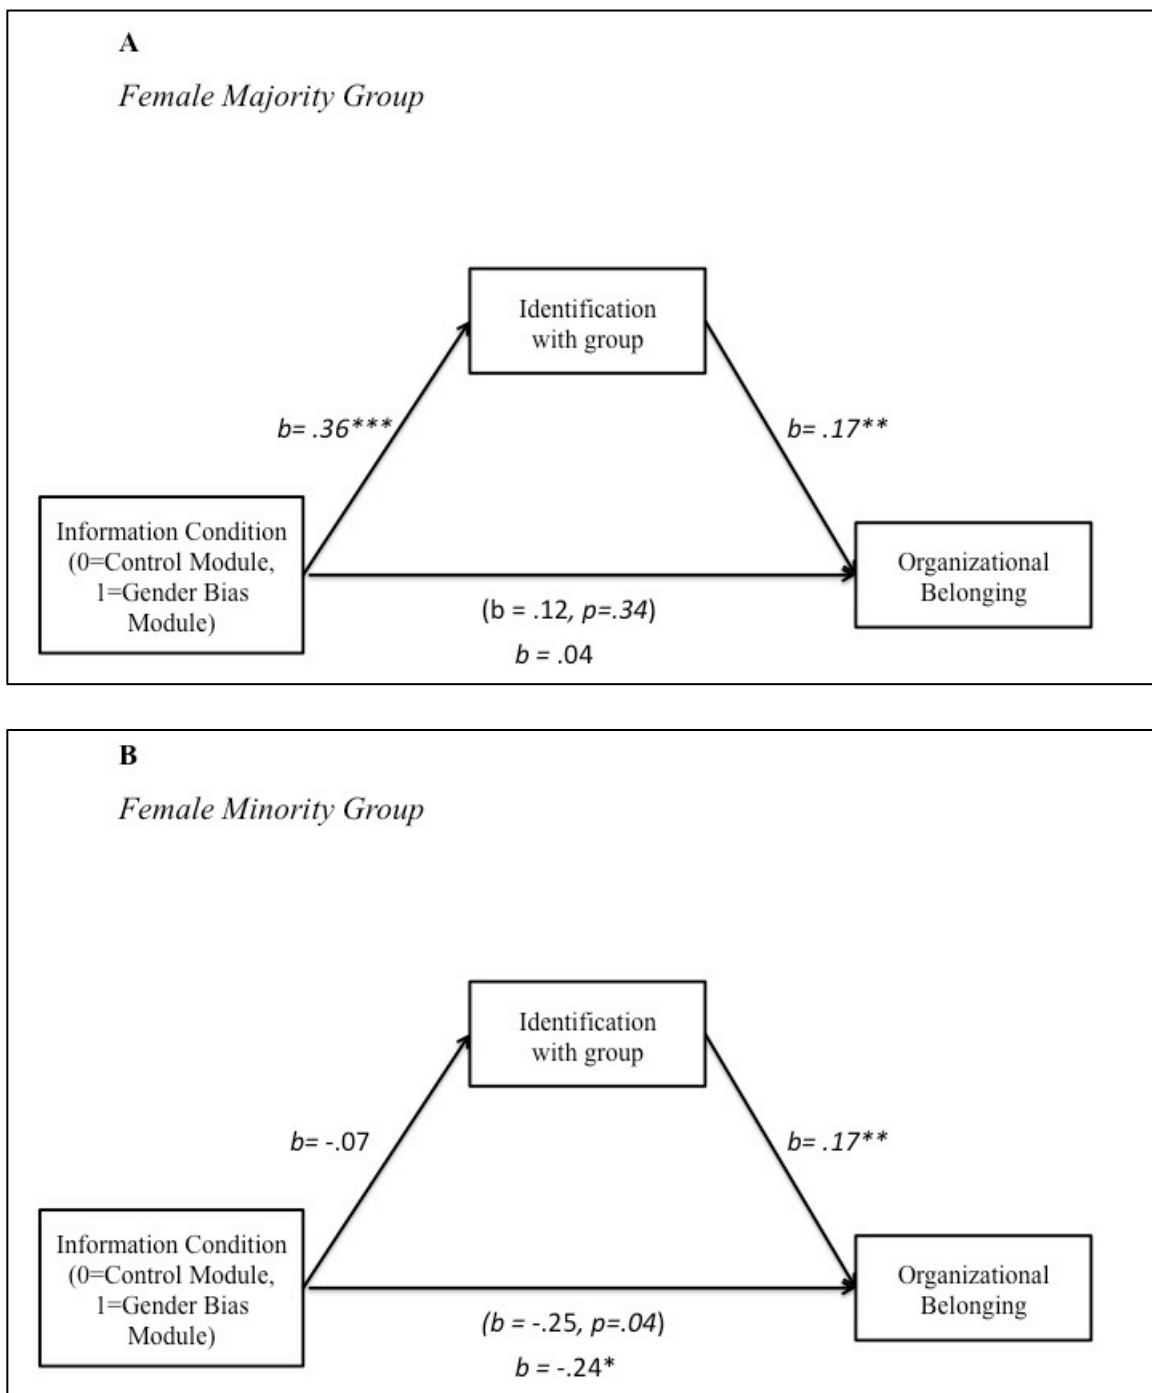 A
Female Majority Group
Identification
with group
b= .36***
b= .17**
Information Condition
(0=Control Module,
1=Gender Bias
Module)
Organizational
Belonging
(b = .12, p=.34)
b = .04
B
Female Minority Group
Identification
with group
b= -.07
b= .17**
Information Condition
(0=Control Module,
1=Gender Bias
Module)
Organizational
Belonging
(b = -.25, p=.04)
b = -.24*